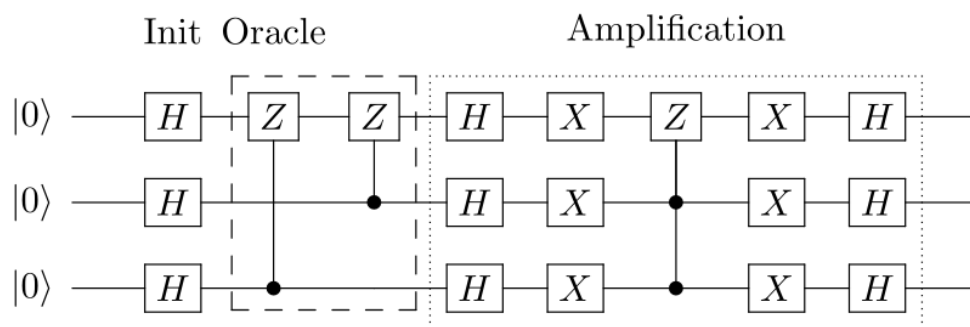 Init Oracle Amplification
|0⟩ H Z Z H X Z X H
|0⟩ H H X X H
|0⟩ H H X X H